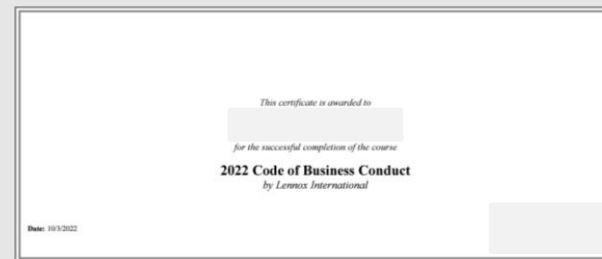 This certificate is awarded to
for the successful completion of the course
2022 Code of Business Conduct
by Lennox International
Date: 10/3/2022